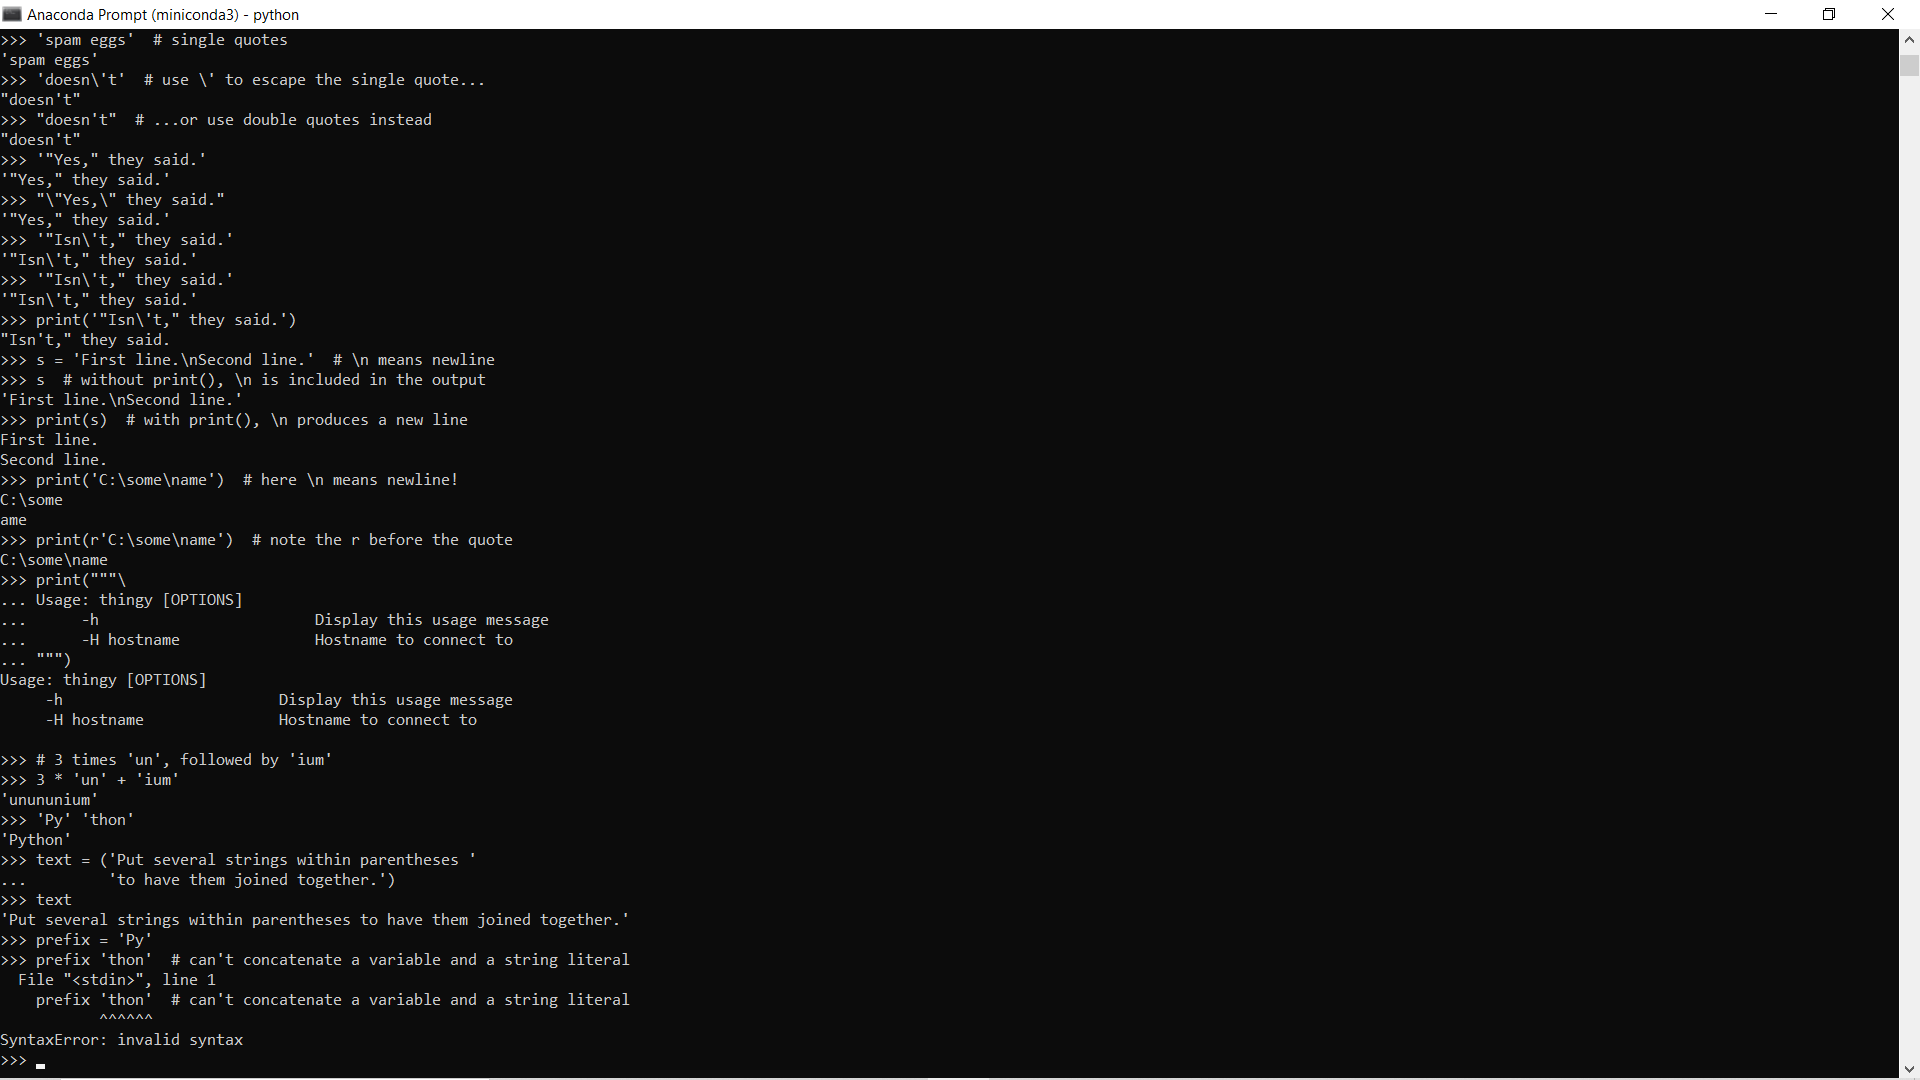 Anaconda Prompt (miniconda3) - python
>>> 'spam eggs'  # single quotes
'spam eggs'
>>> 'doesn\'t'  # use \' to escape the single quote...
"doesn't"
>>> "doesn't"  # ...or use double quotes instead
"doesn't"
>>> '"Yes," they said.'
'"Yes," they said.'
>>> "\"Yes,\" they said."
'"Yes," they said.'
>>> '"Isn\'t," they said.'
'"Isn\'t," they said.'
>>> '"Isn\'t," they said.'
'"Isn\'t," they said.'
>>> print('"Isn\'t," they said.')
"Isn't," they said.
>>> s = 'First line.\nSecond line.'  # \n means newline
>>> s  # without print(), \n is included in the output
'First line.\nSecond line.'
>>> print(s)  # with print(), \n produces a new line
First line.
Second line.
>>> print('C:\some\name')  # here \n means newline!
C:\some
ame
>>> print(r'C:\some\name')  # note the r before the quote
C:\some\name
>>> print("""\
... Usage: thingy [OPTIONS]
...      -h                        Display this usage message
...      -H hostname               Hostname to connect to
... """)
Usage: thingy [OPTIONS]
     -h                        Display this usage message
     -H hostname               Hostname to connect to

>>> # 3 times 'un', followed by 'ium'
>>> 3 * 'un' + 'ium'
'unununium'
>>> 'Py' 'thon'
'Python'
>>> text = ('Put several strings within parentheses '
...         'to have them joined together.')
>>> text
'Put several strings within parentheses to have them joined together.'
>>> prefix = 'Py'
>>> prefix 'thon'  # can't concatenate a variable and a string literal
  File "<stdin>", line 1
    prefix 'thon'  # can't concatenate a variable and a string literal
           ^^^^^^
SyntaxError: invalid syntax
>>>